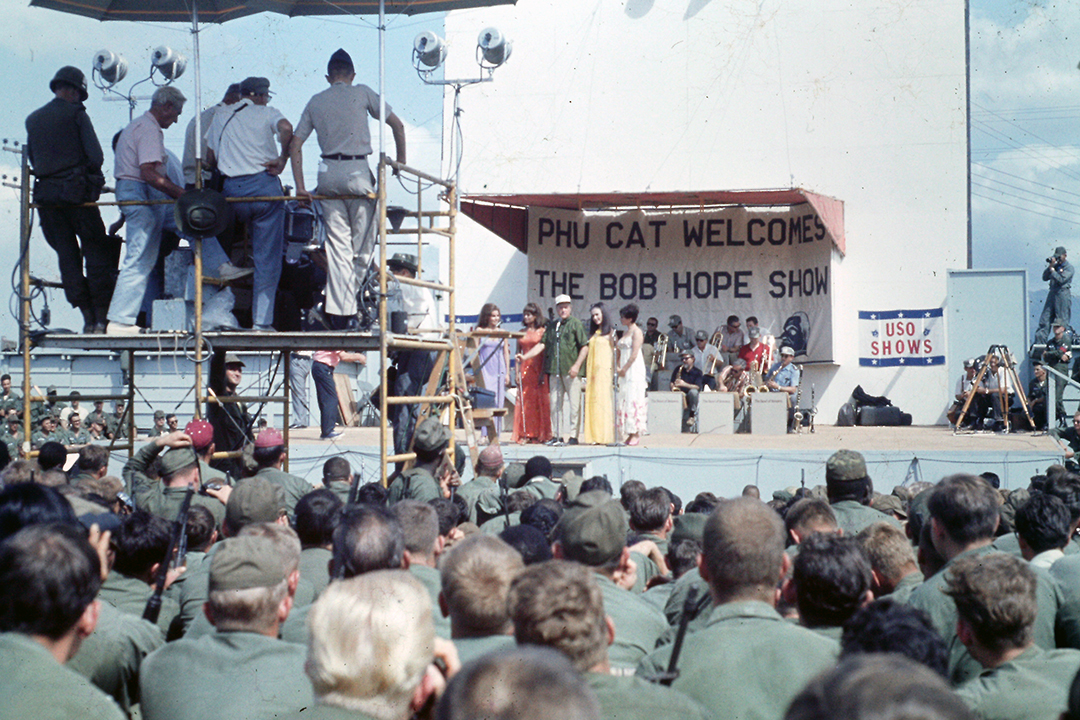 PHU CAT WELCOMES
THE BOB HOPE SHOW
USO
SHOWS